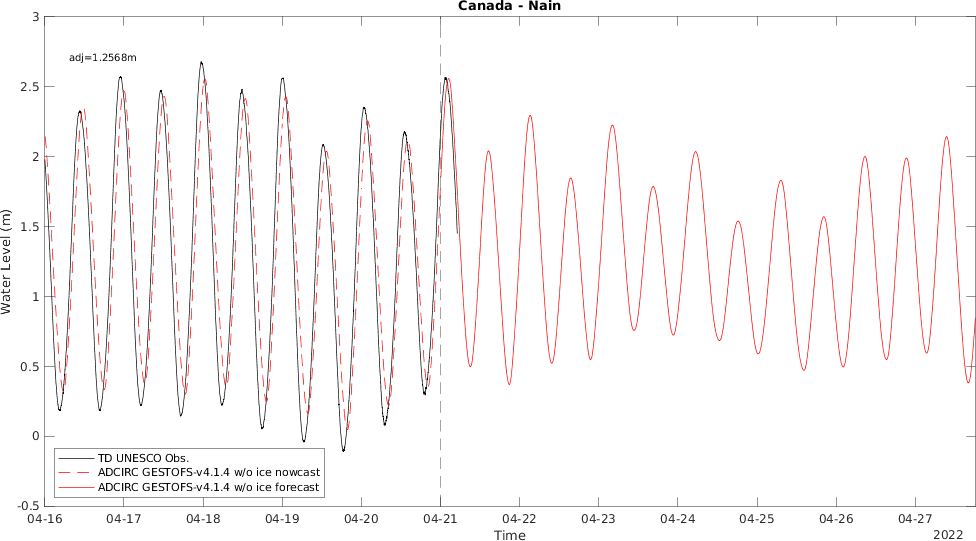 Canada - Nain
adj=1.2568m
Water Level (m)
3
2.5
2
1.5
1
0.5
0
-0.5
TD UNESCO Obs.
ADCIRC GESTOFS-v4.1.4 w/o ice nowcast
ADCIRC GESTOFS-v4.1.4 w/o ice forecast
04-16 04-17 04-18 04-19 04-20 04-21 04-22 04-23 04-24 04-25 04-26 04-27
Time
2022